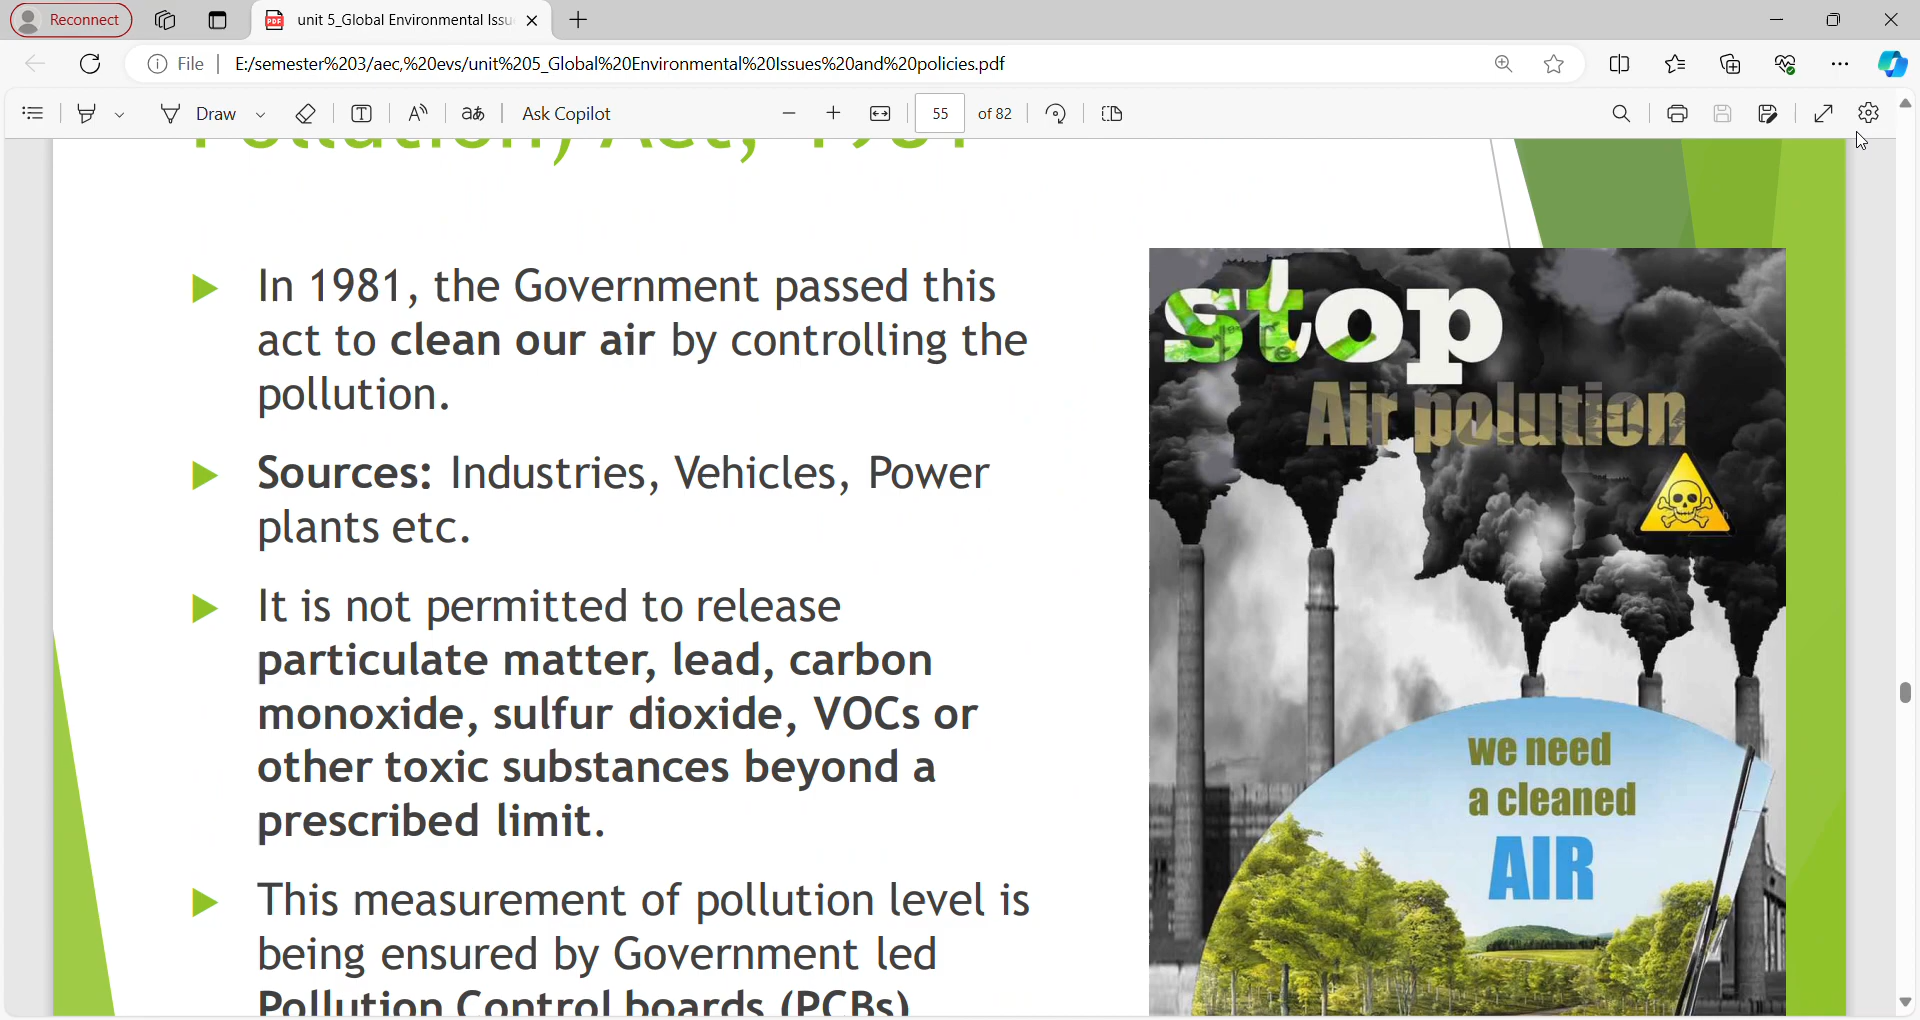 Reconnect
unit 5_Global Environmental Issu
File
E:/semester%203/aec,%20evs/unit%205_Global%20Environmental%20Issues%20and%20policies.pdf
Draw
Ask Copilot
55 of 82
Pollution) Act, 1981
In 1981, the Government passed this
act to clean our air by controlling the
pollution.
Sources: Industries, Vehicles, Power
plants etc.
It is not permitted to release
particulate matter, lead, carbon
monoxide, sulfur dioxide, VOCs or
other toxic substances beyond a
prescribed limit.
This measurement of pollution level is
being ensured by Government led
Pollution Control boards (PCBs)
stop
Air polution
we need
a cleaned
AIR